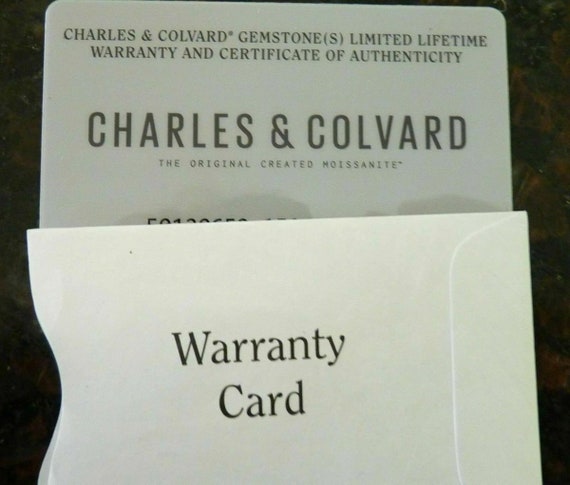 CHARLES & COLVARD® GEMSTONE(S) LIMITED LIFETIME
WARRANTY AND CERTIFICATE OF AUTHENTICITY
CHARLES & COLVARD
THE ORIGINAL CREATED MOISSANITE™
Warranty
Card